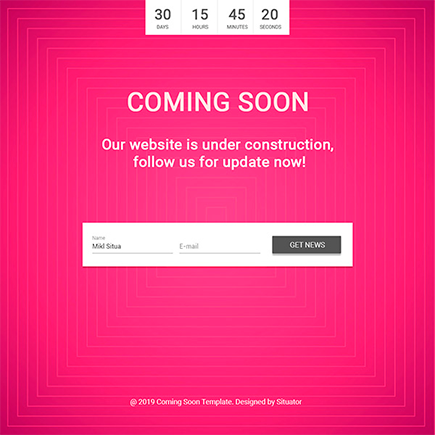 30 15 45 20
DAYS HOURS MINUTES SECONDS
COMING SOON
Our website is under construction,
follow us for update now!
Name
Mikl Situa E-mail GET NEWS
@ 2019 Coming Soon Template. Designed by Situator